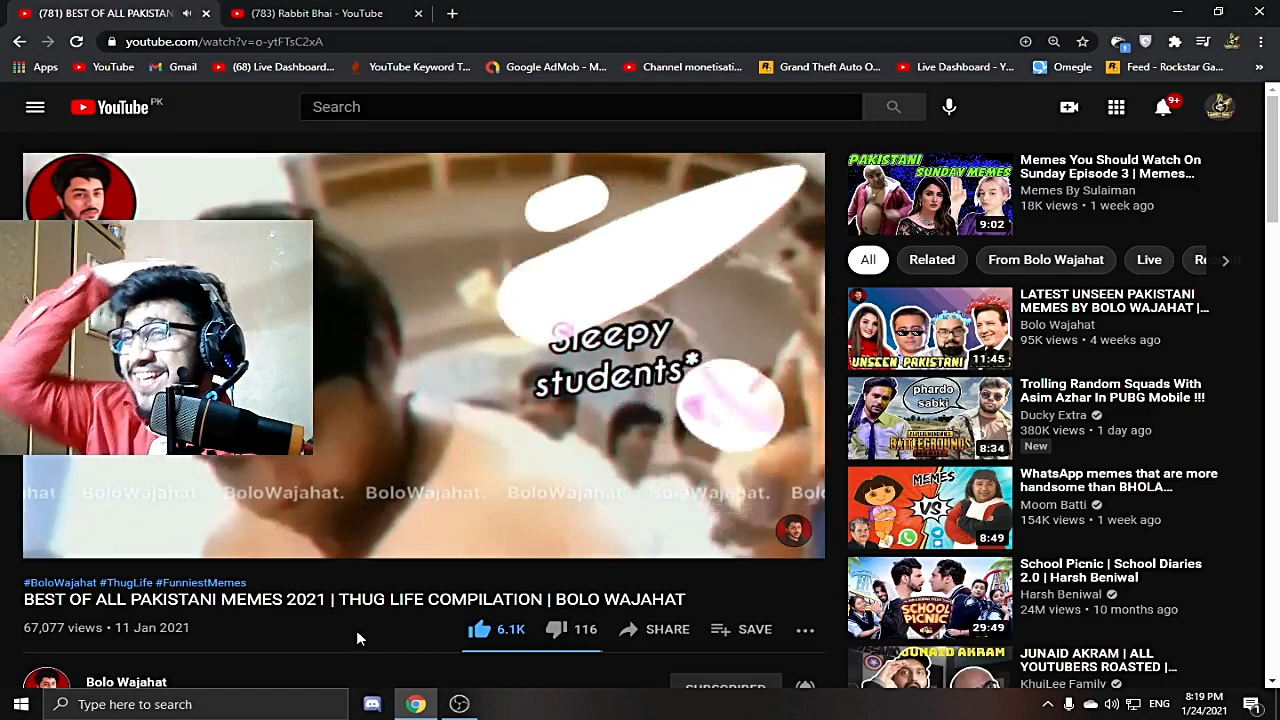 (781) BEST OF ALL PAKISTAN
(783) Rabbit Bhai - YouTube
youtube.com/watch?v=o-ytFTsC2xA
Apps
YouTube
Gmail
(68) Live Dashboard...
YouTube Keyword T...
Google AdMob - M...
Channel monetisati...
Grand Theft Auto O...
Live Dashboard - Y...
Omegle
Feed - Rockstar Ga...
YouTube PK
Search
9+
Sleepy
students*
BoloWajahat. BoloWajahat. BoloWajahat. BoloWajahat. BoloWajahat.
#BoloWajahat #ThugLife #FunniestMemes
BEST OF ALL PAKISTANI MEMES 2021 | THUG LIFE COMPILATION | BOLO WAJAHAT
67,077 views • 11 Jan 2021
6.1K
116
SHARE
SAVE
Bolo Wajahat
SUBSCRIBED
PAKISTANI
SUNDAY MEMES
9:02
Memes You Should Watch On
Sunday Episode 3 | Memes...
Memes By Sulaiman
18K views • 1 week ago
All
Related
From Bolo Wajahat
Live
UNSEEN PAKISTANI
11:45
LATEST UNSEEN PAKISTANI
MEMES BY BOLO WAJAHAT |...
Bolo Wajahat
95K views • 4 weeks ago
phardo
sabki
BATTLEGROUNDS
8:34
Trolling Random Squads With
Asim Azhar In PUBG Mobile !!!
Ducky Extra
380K views • 1 day ago
New
MEMES
VS
8:49
WhatsApp memes that are more
handsome than BHOLA...
Moom Batti
154K views • 1 week ago
SCHOOL
PICNIC
29:49
School Picnic | School Diaries
2.0 | Harsh Beniwal
Harsh Beniwal
24M views • 10 months ago
JUNAID AKRAM
JUNAID AKRAM | ALL
YOUTUBERS ROASTED |...
KhuiLee Family
Type here to search
ENG
8:19 PM
1/24/2021